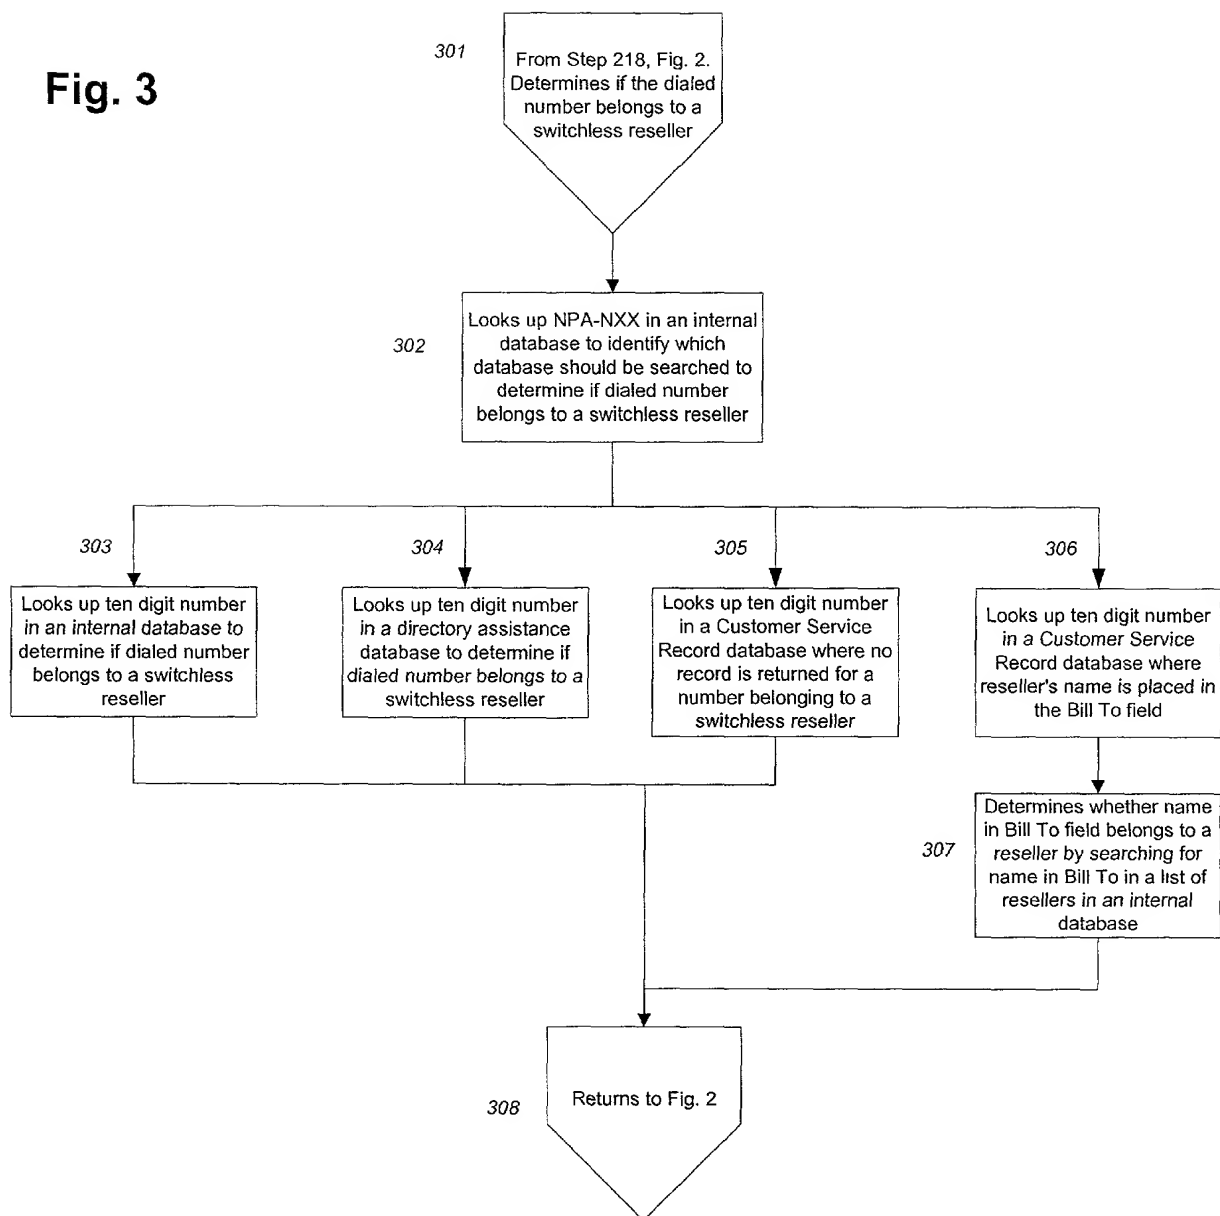 Fig. 3
301
From Step 218, Fig. 2.
Determines if the dialed
number belongs to a
switchless reseller
302
Looks up NPA-NXX in an internal
database to identify which
database should be searched to
determine if dialed number
belongs to a switchless reseller
303
Looks up ten digit number
in an internal database to
determine if dialed number
belongs to a switchless
reseller
304
Looks up ten digit number
in a directory assistance
database to determine if
dialed number belongs to a
switchless reseller
305
Looks up ten digit number
in a Customer Service
Record database where no
record is returned for a
number belonging to a
switchless reseller
306
Looks up ten digit number
in a Customer Service
Record database where
reseller's name is placed in
the Bill To field
307
Determines whether name
in Bill To field belongs to a
reseller by searching for
name in Bill To in a list of
resellers in an internal
database
308
Returns to Fig. 2